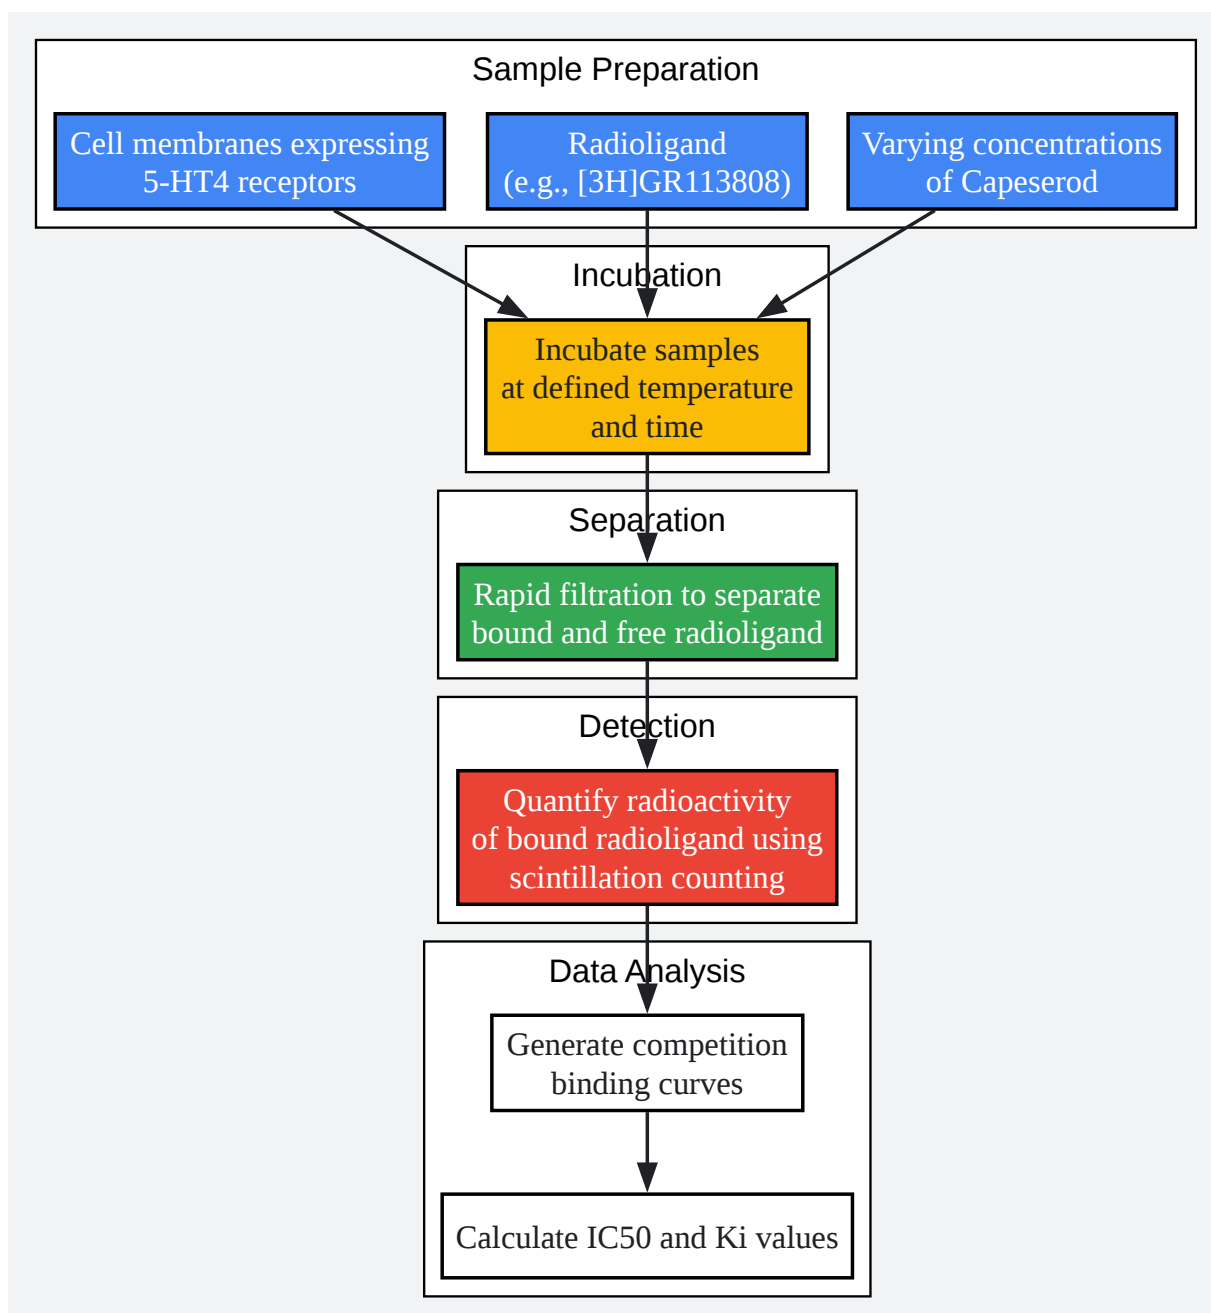 Sample Preparation
Cell membranes expressing
5-HT4 receptors
Radioligand
(e.g., [3H]GR113808)
Varying concentrations
of Capeserod
Incubation
Incubate samples
at defined temperature
and time
Separation
Rapid filtration to separate
bound and free radioligand
Detection
Quantify radioactivity
of bound radioligand using
scintillation counting
Data Analysis
Generate competition
binding curves
Calculate IC50 and Ki values